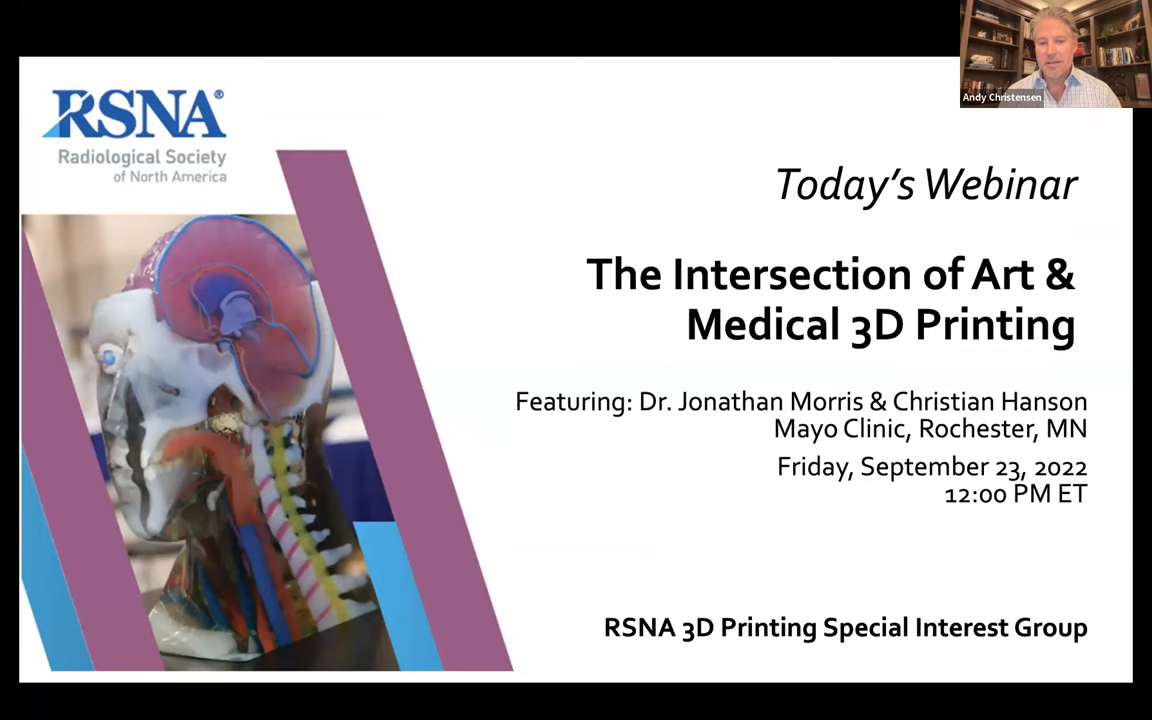 Andy Christensen
RSNA®
Radiological Society
of North America
Today's Webinar
The Intersection of Art &
Medical 3D Printing
Featuring: Dr. Jonathan Morris & Christian Hanson
Mayo Clinic, Rochester, MN
Friday, September 23, 2022
12:00 PM ET
RSNA 3D Printing Special Interest Group